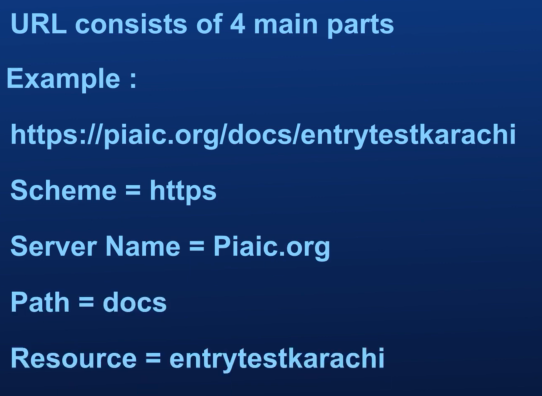 URL consists of 4 main parts
Example :
https://piaic.org/docs/entrytestkarachi
Scheme = https
Server Name = Piaic.org
Path = docs
Resource = entrytestkarachi